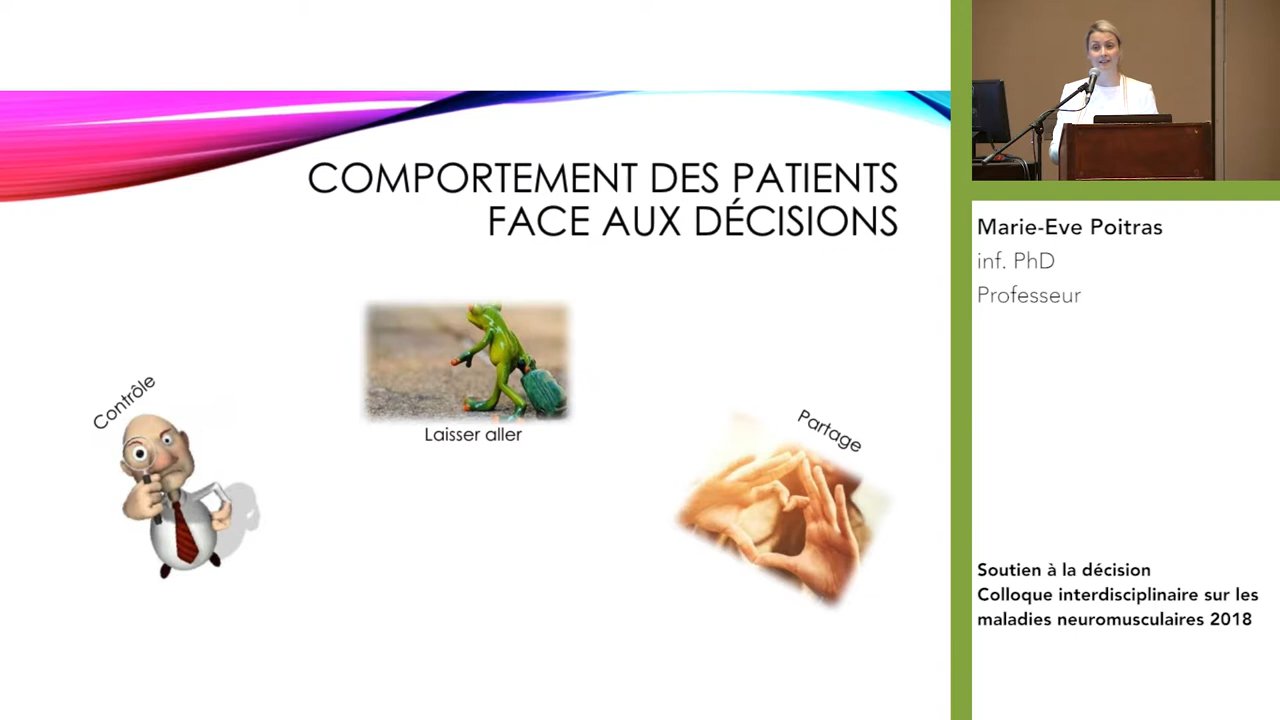 COMPORTEMENT DES PATIENTS
FACE AUX DÉCISIONS
Contrôle
Laisser aller
Partage
Marie-Eve Poitras
inf. PhD
Professeur
Soutien à la décision
Colloque interdisciplinaire sur les
maladies neuromusculaires 2018